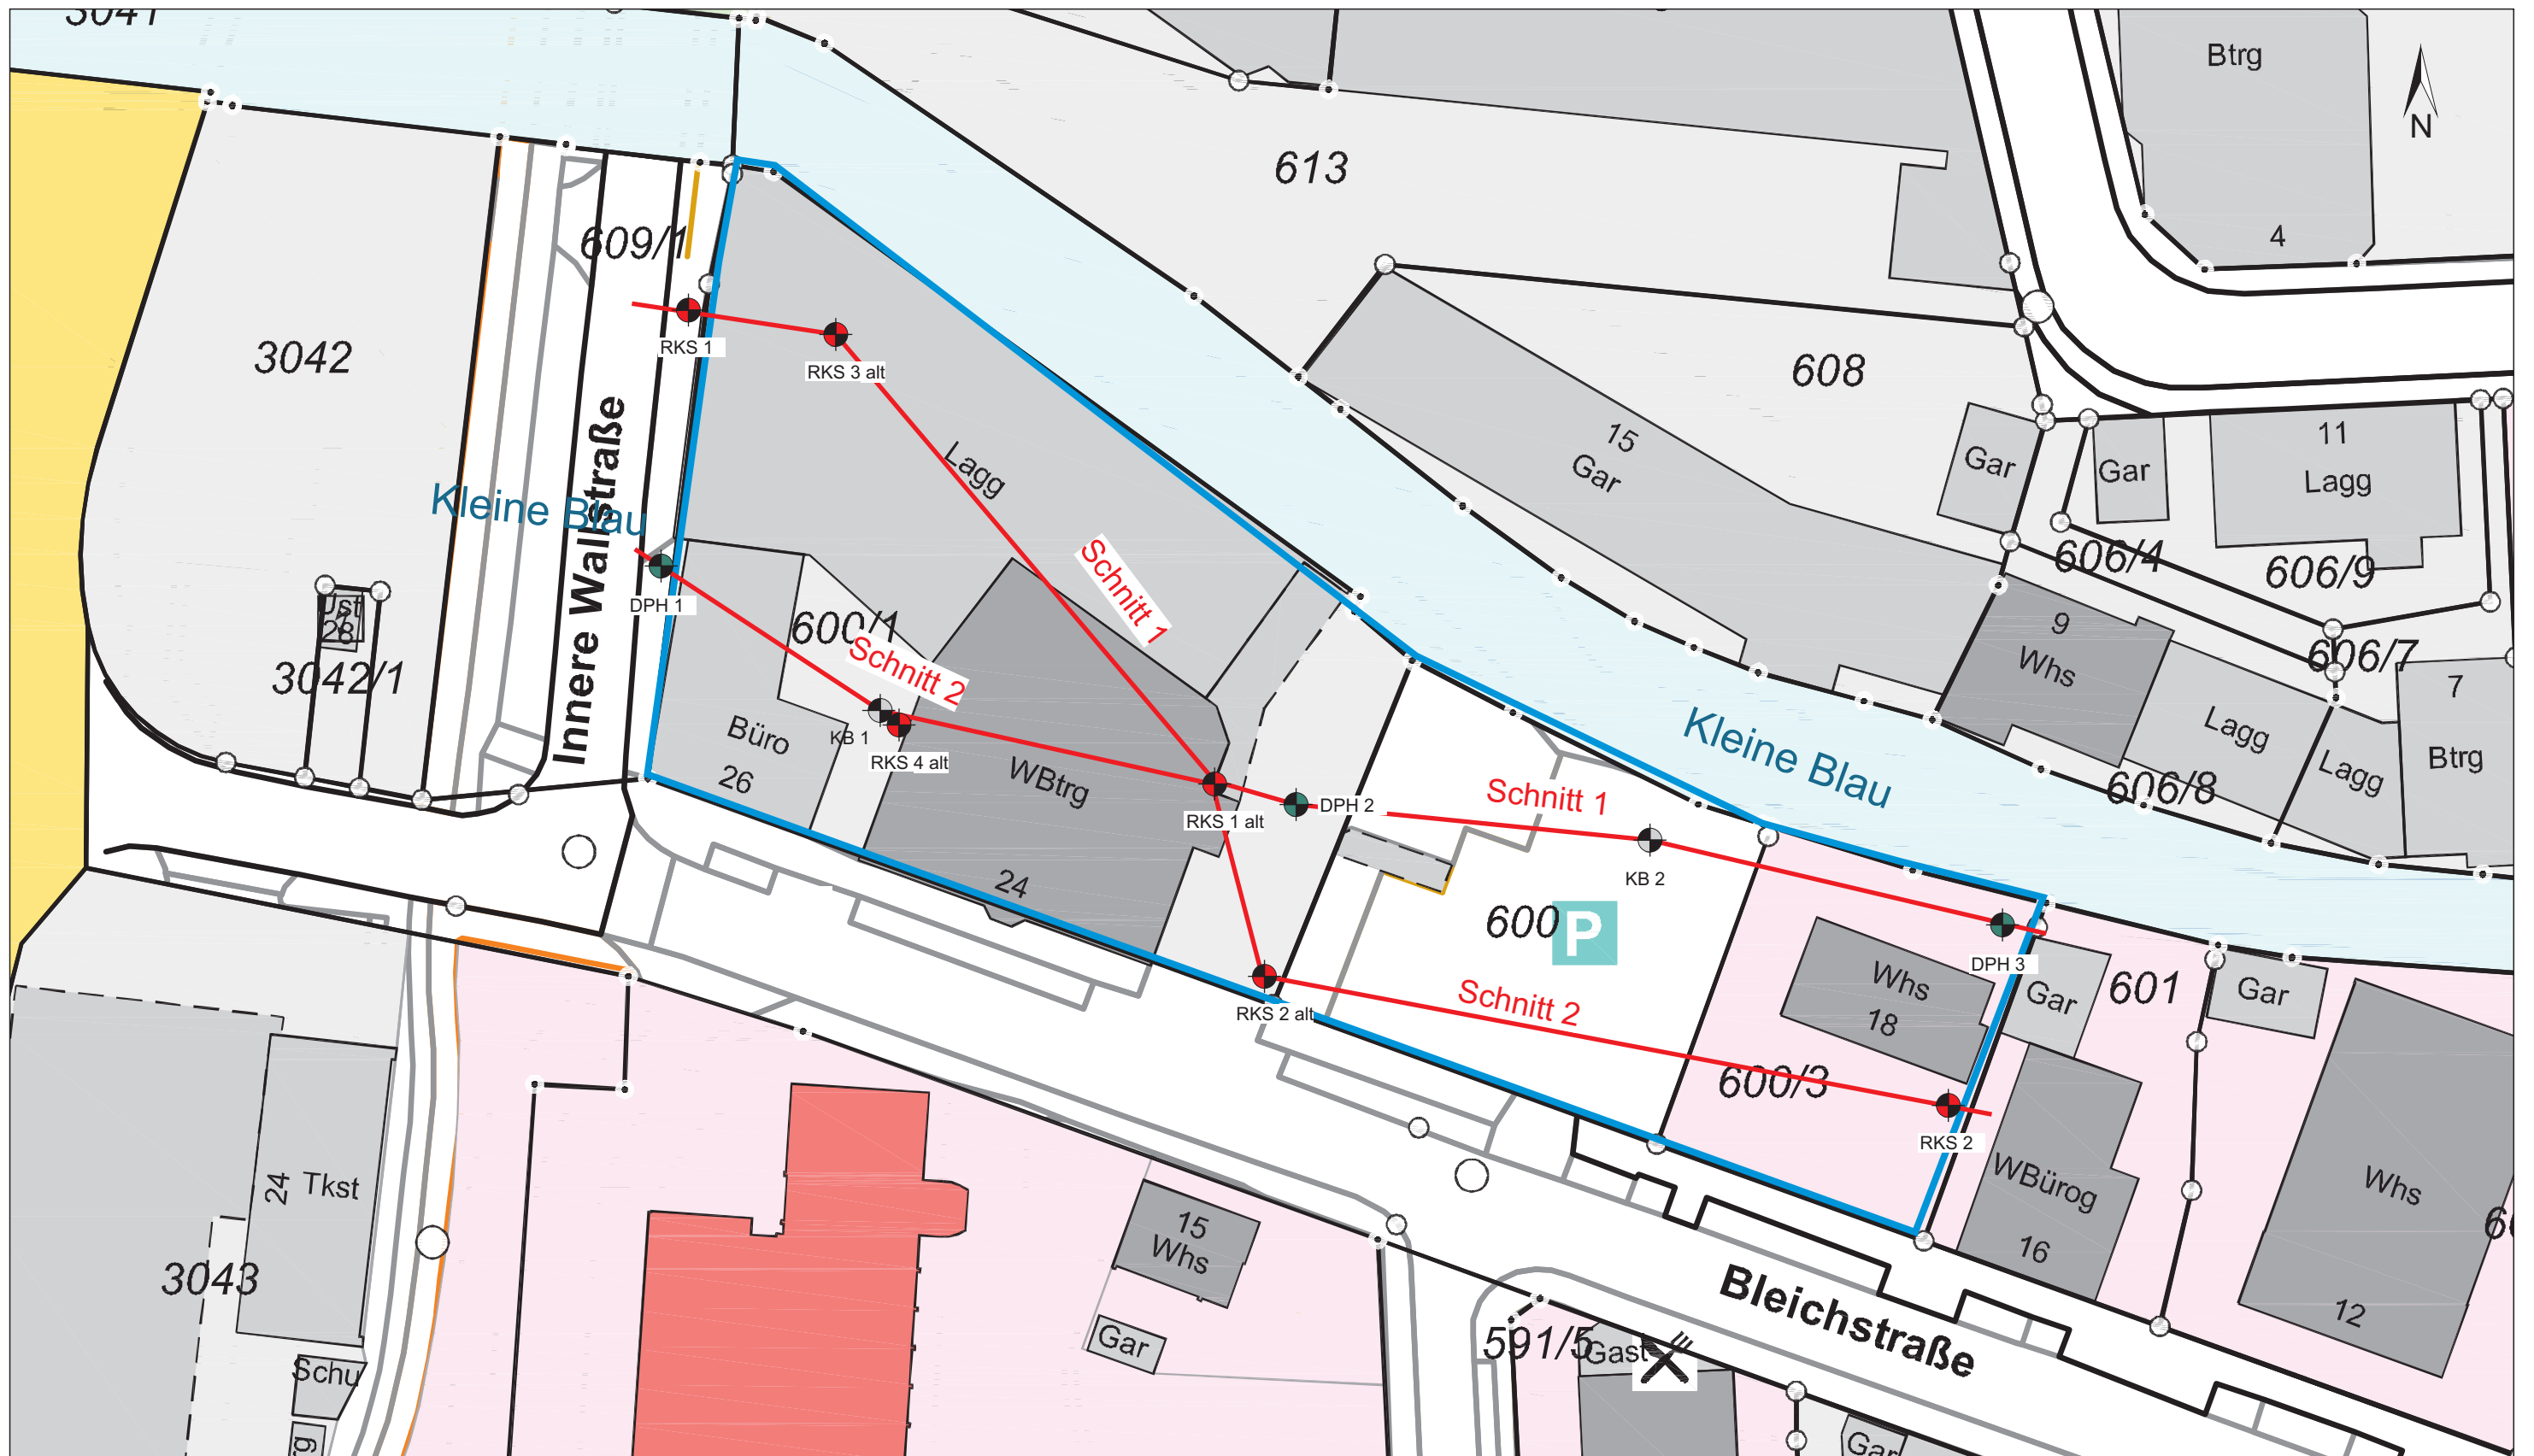 3041
Btrg
N
613
4
609/1
3042
RKS 1
RKS 3 alt
608
15
Gar
Gar
Gar
11
Lagg
Lagg
Kleine Blau
Innere Wallstraße
Schnitt 1
606/4
606/9
DPH 1
600/1
Schnitt 2
28
3042/1
9
Whs
606/7
7
Btrg
Lagg
Lagg
606/8
Büro
26
KB 1
RKS 4 alt
WBtrg
24
Kleine Blau
Schnitt 1
DPH 2
RKS 1 alt
KB 2
600
P
Whs
18
DPH 3
Gar
601
Gar
RKS 2 alt
Schnitt 2
600/3
RKS 2
WBürog
16
Whs
12
24
Tkst
3043
Schu
15
Whs
Gar
Bleichstraße
591/5
Gast
Gar